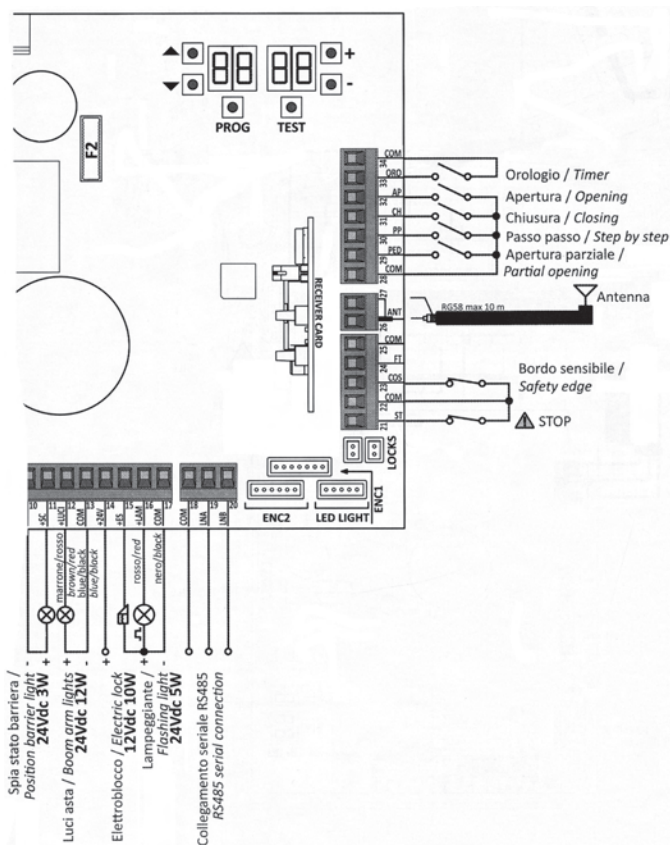 +
-
PROG
TEST
F2
RECEIVER CARD
COM
34
ORO
33
AP
32
CH
31
PP
30
PED
29
COM
28
Orologio / Timer
Apertura / Opening
Chiusura / Closing
Passo passo / Step by step
Apertura parziale /
Partial opening
27
ANT
26
RG58 max 10 m
Antenna
COM
25
FT
24
COS
23
COM
22
ST
21
Bordo sensibile /
Safety edge
STOP
LOCKS
ENC1
ENC2
LED LIGHT
10
+SC
11
+LUCI
12
COM
13
+24V
14
+ES
15
+LAM
16
COM
17
COM
18
LNA
19
LNB
20
marrone/rosso
brown/red
blue/black
blue/black
rosso/red
nero/black
- +
+ -
+
+ -
Spia stato barriera /
Position barrier light
24Vdc 3W
Luci asta / Boom arm lights
24Vdc 12W
Elettroblocco / Electric lock
12Vdc 10W
Lampeggiante /
Flashing light
24Vdc 5W
Collegamento seriale RS485
RS485 serial connection